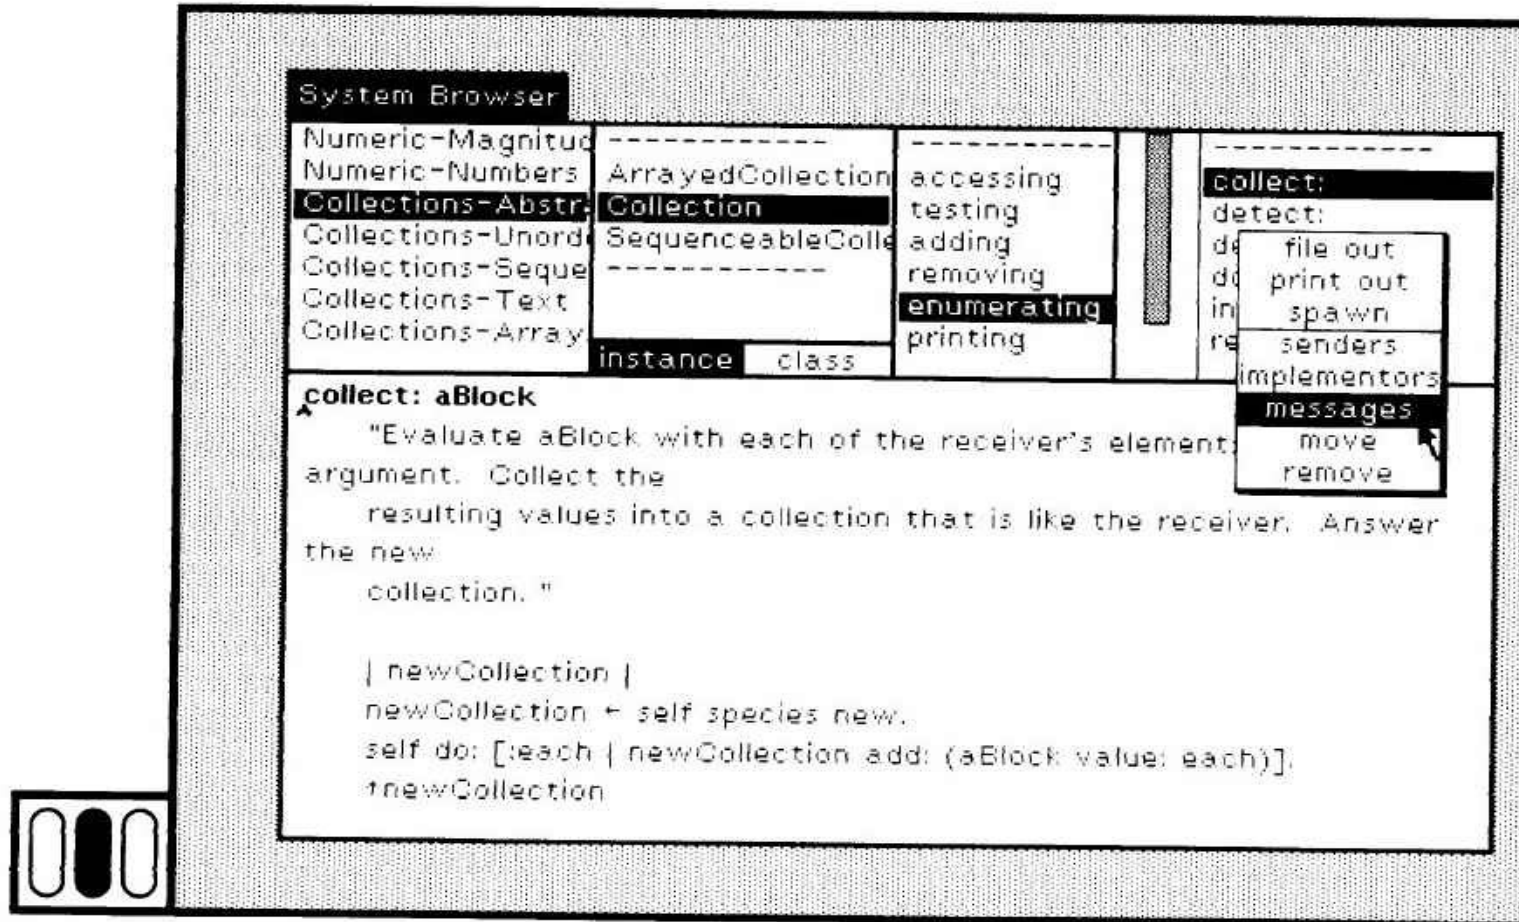 System Browser
Numeric-Magnitud
Numeric-Numbers
Collections-Abstr
Collections-Unord
Collections-Seque
Collections-Text
Collections-Array
------------
ArrayedCollection
Collection
SequenceableColle
------------
instance class
-----------
accessing
testing
adding
removing
enumerating
printing
------------
collect:
detect:
de
do
in
re
file out
print out
spawn
senders
implementors
messages
move
remove
collect: aBlock
"Evaluate aBlock with each of the receiver's element
argument. Collect the
resulting values into a collection that is like the receiver. Answer
the new
collection. "
| newCollection |
newCollection ← self species new.
self do: [:each | newCollection add: (aBlock value: each)].
↑newCollection